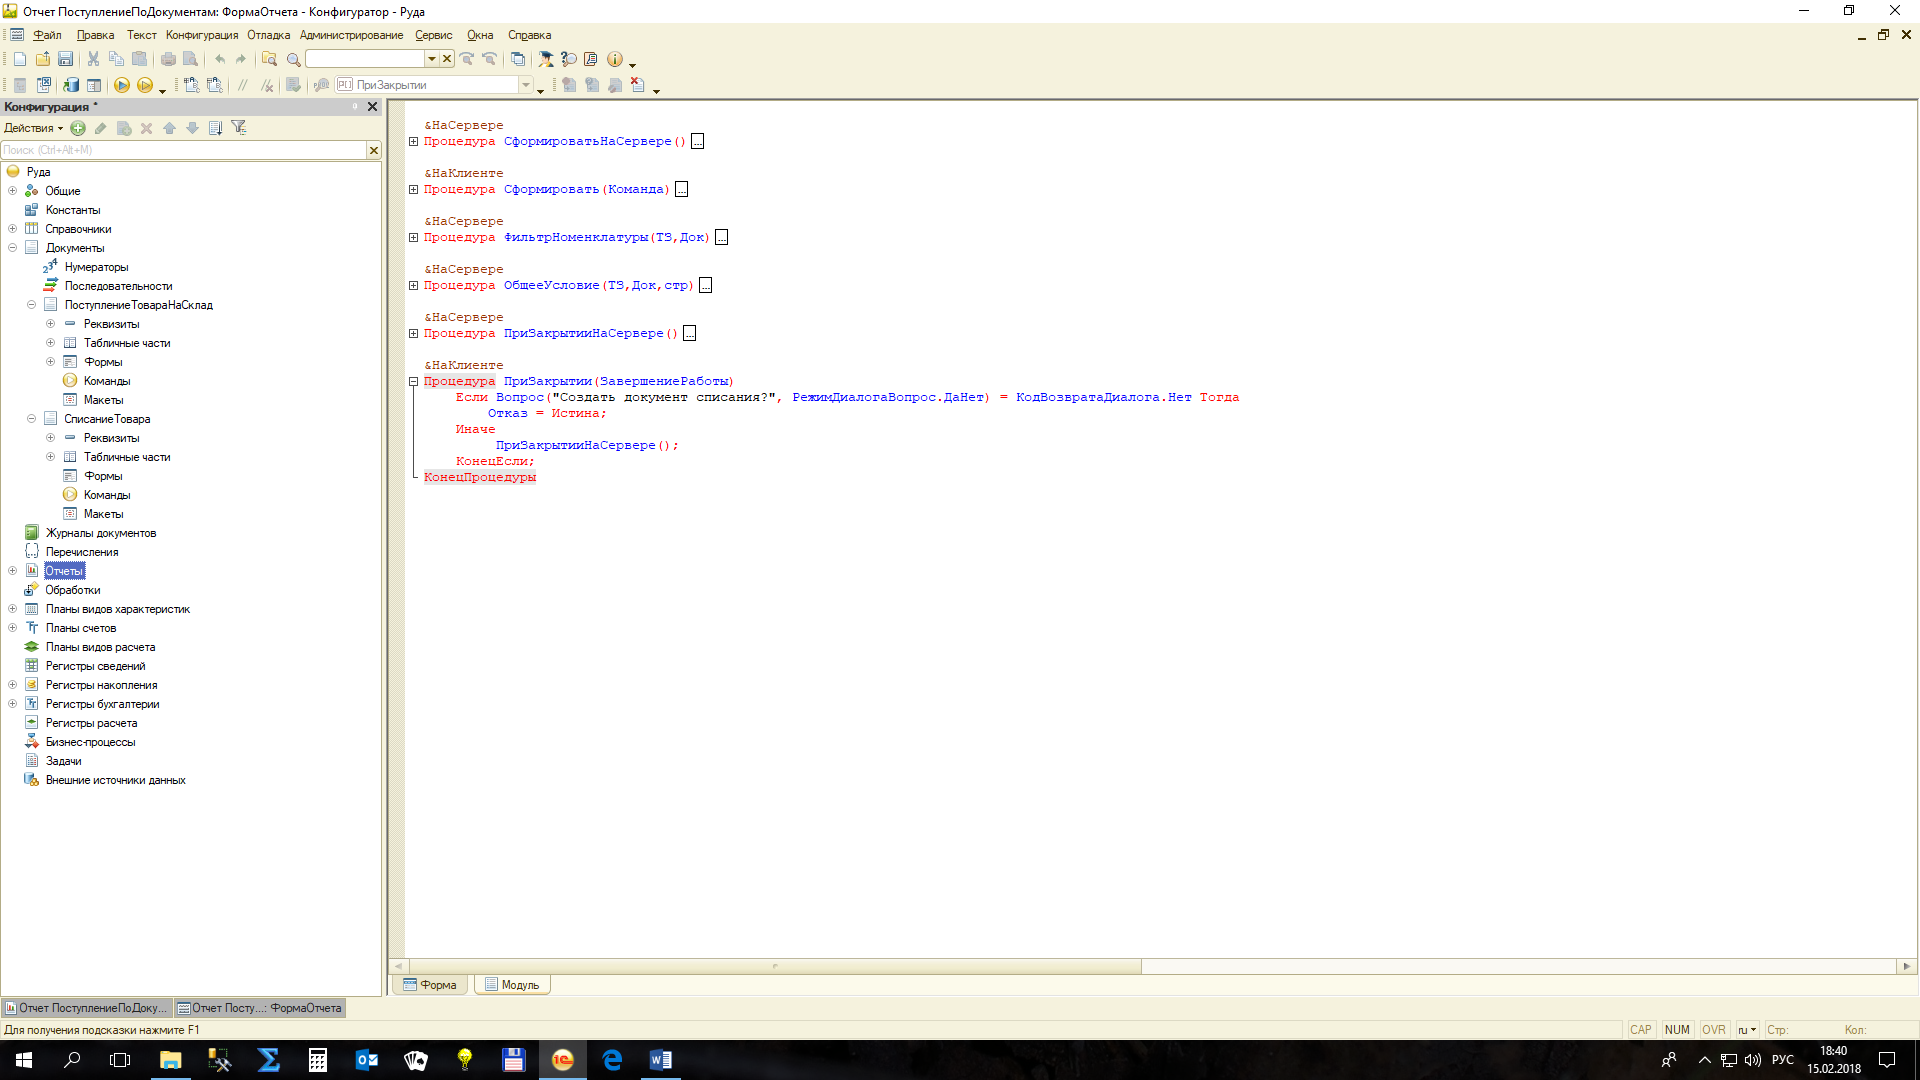 Отчет ПоступлениеПоДокументам: ФормаОтчета - Конфигуратор - Руда
Файл Правка Текст Конфигурация Отладка Администрирование Сервис Окна Справка
ПриЗакрытии
Конфигурация *
Действия
Поиск (Ctrl+Alt+M)
Руда
Общие
Константы
Справочники
Документы
Нумераторы
Последовательности
ПоступлениеТовараНаСклад
Реквизиты
Табличные части
Формы
Команды
Макеты
СписаниеТовара
Реквизиты
Табличные части
Формы
Команды
Макеты
Журналы документов
Перечисления
Отчеты
Обработки
Планы видов характеристик
Планы счетов
Планы видов расчета
Регистры сведений
Регистры накопления
Регистры бухгалтерии
Регистры расчета
Бизнес-процессы
Задачи
Внешние источники данных
&НаСервере
Процедура СформироватьНаСервере() ...
&НаКлиенте
Процедура Сформировать(Команда) ...
&НаСервере
Процедура ФильтрНоменклатуры(ТЗ,Док) ...
&НаСервере
Процедура ОбщееУсловие(ТЗ,Док,стр) ...
&НаСервере
Процедура ПриЗакрытииНаСервере() ...
&НаКлиенте
Процедура ПриЗакрытии(ЗавершениеРаботы)
Если Вопрос("Создать документ списания?", РежимДиалогаВопрос.ДаНет) = КодВозвратаДиалога.Нет Тогда
Отказ = Истина;
Иначе
ПриЗакрытииНаСервере();
КонецЕсли;
КонецПроцедуры
Форма Модуль
Отчет ПоступлениеПоДоку... Отчет Посту...: ФормаОтчета
Для получения подсказки нажмите F1 CAP NUM OVR ru Стр: Кол:
РУС 18:40
15.02.2018